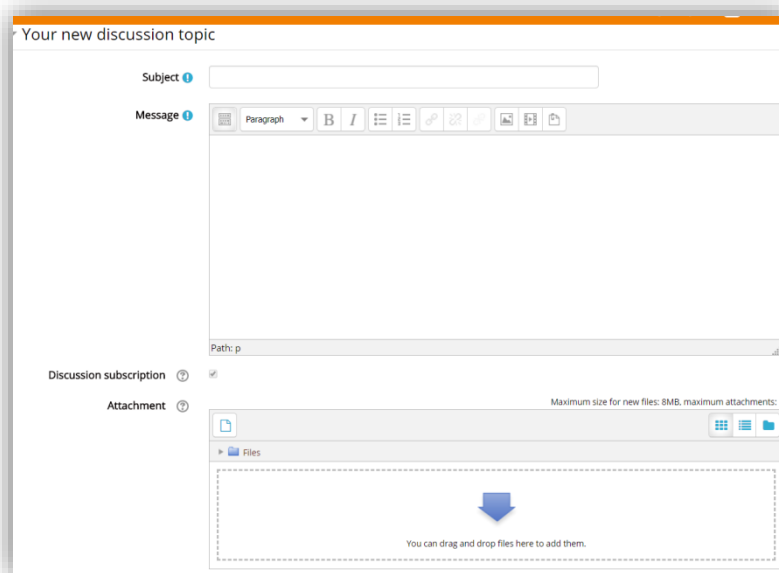 Your new discussion topic
Subject
Message
Paragraph B I
Path: p
Discussion subscription
Attachment
Maximum size for new files: 8MB, maximum attachments:
Files
You can drag and drop files here to add them.